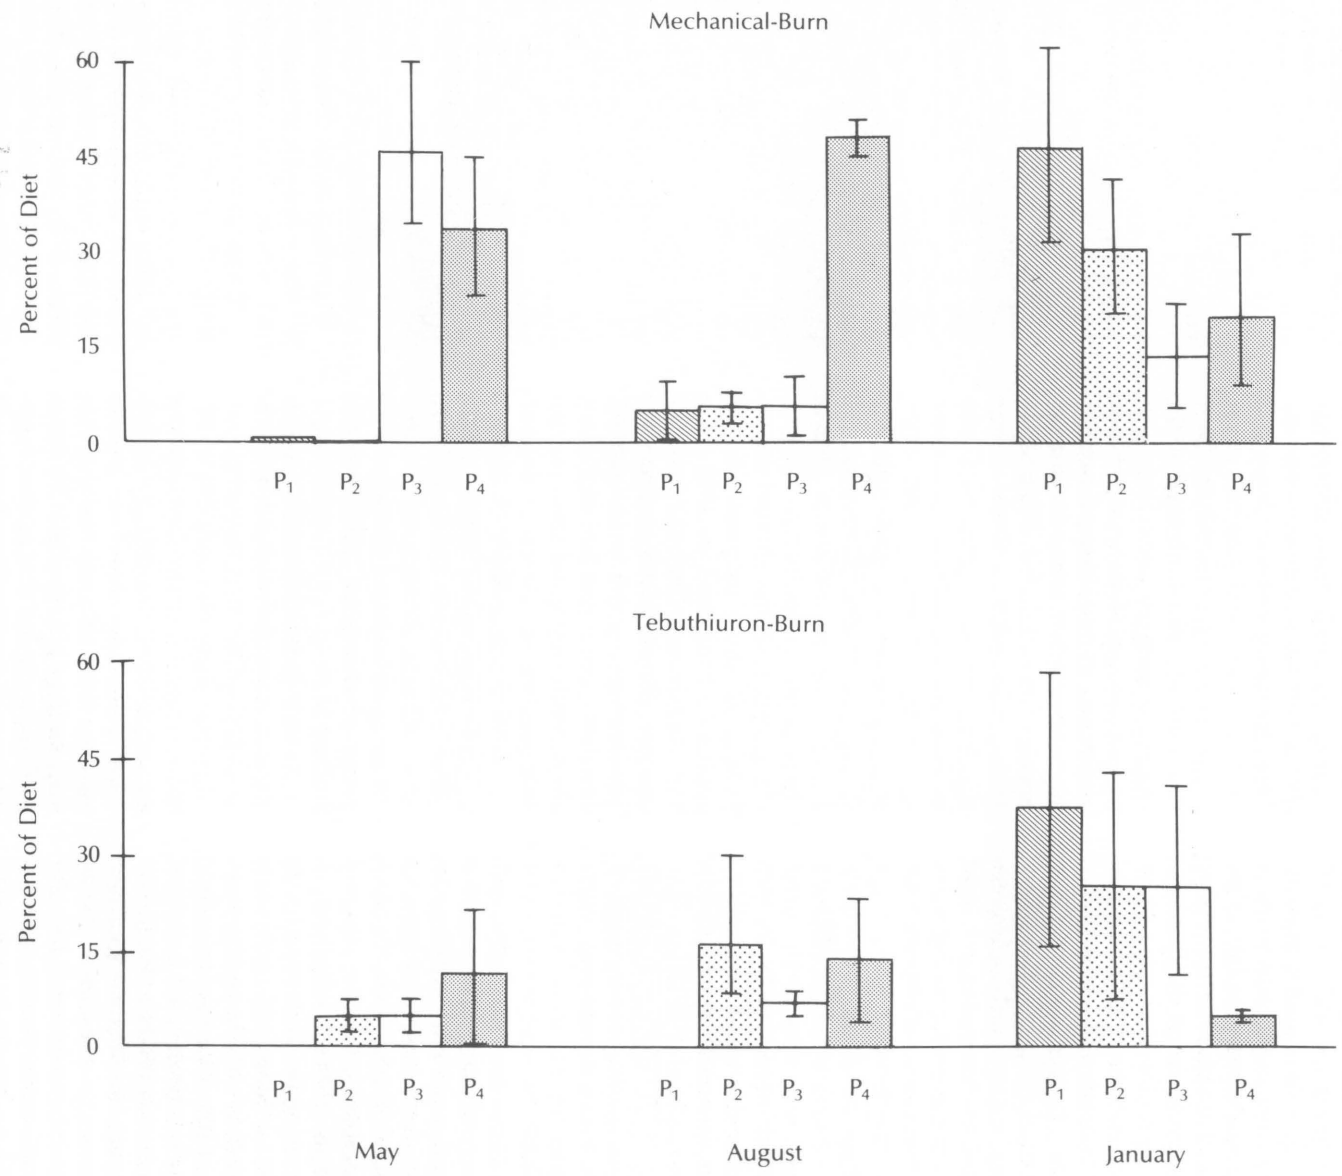 Mechanical-Burn
60
45
30
15
0
Percent of Diet
P1 P2 P3 P4 P1 P2 P3 P4 P1 P2 P3 P4
Tebuthiuron-Burn
60
45
30
15
0
Percent of Diet
P1 P2 P3 P4 P1 P2 P3 P4 P1 P2 P3 P4
May August January